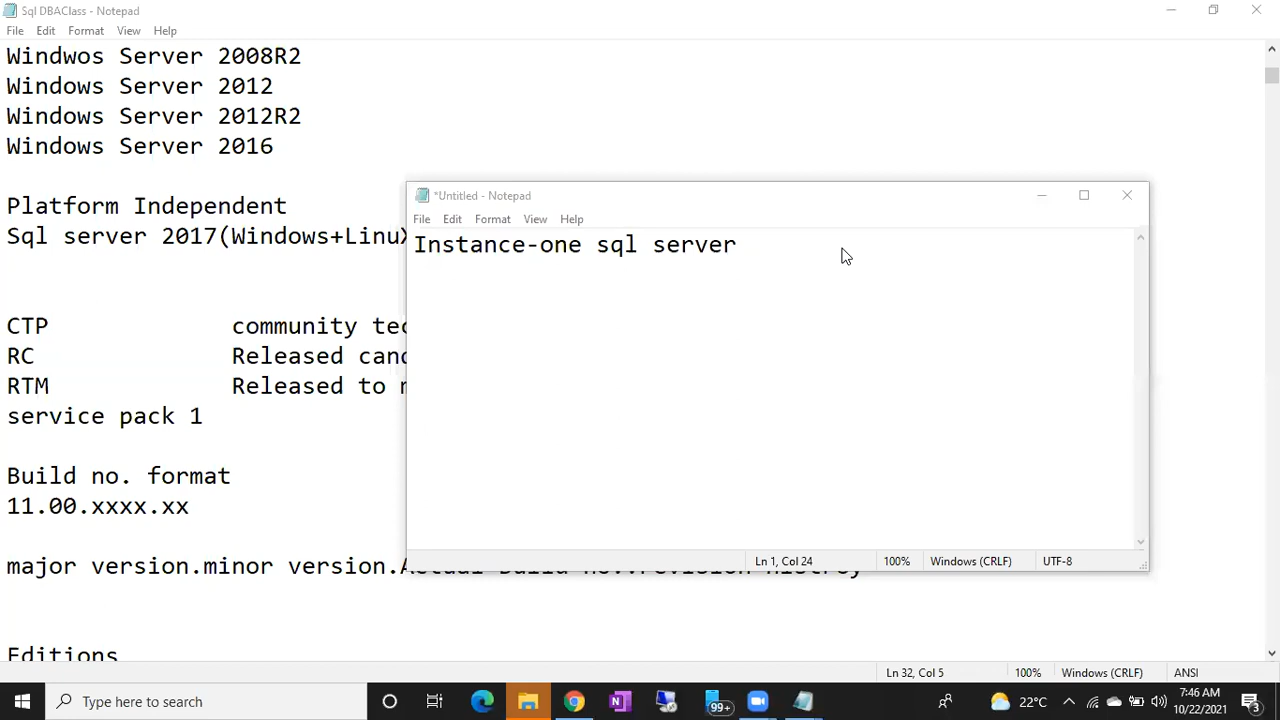 Sql DBAClass - Notepad
File Edit Format View Help
Windwos Server 2008R2
Windows Server 2012
Windows Server 2012R2
Windows Server 2016
Platform Independent
Sql server 2017(Windows+LinuX
CTP community tec
RC Released canc
RTM Released to
service pack 1
Build no. format
11.00.xxxx.xx
major version.minor version.
Editions
*Untitled - Notepad
File Edit Format View Help
Instance-one sql server
Ln 1, Col 24 100% Windows (CRLF) UTF-8
Ln 32, Col 5 100% Windows (CRLF) ANSI
Type here to search
99+
22°C
7:46 AM
10/22/2021
3